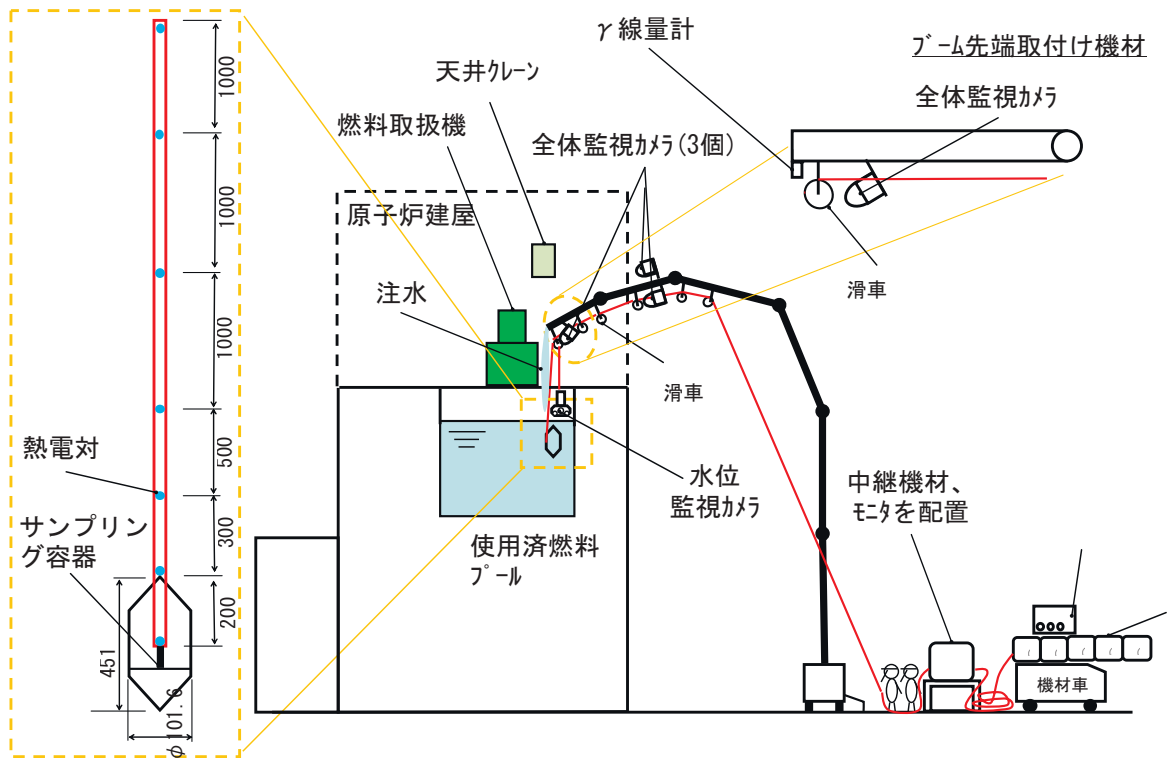 γ線量計
ﾌﾞｰﾑ先端取付け機材
天井ｸﾚｰﾝ
全体監視ｶﾒﾗ
燃料取扱機
全体監視ｶﾒﾗ(3個)
原子炉建屋
注水
滑車
滑車
1000
1000
1000
500
300
200
熱電対
サンプリン
グ容器
451
φ101.6
水位
監視ｶﾒﾗ
中継機材、
ﾓﾆﾀを配置
使用済燃料
ﾌﾟｰﾙ
機材車